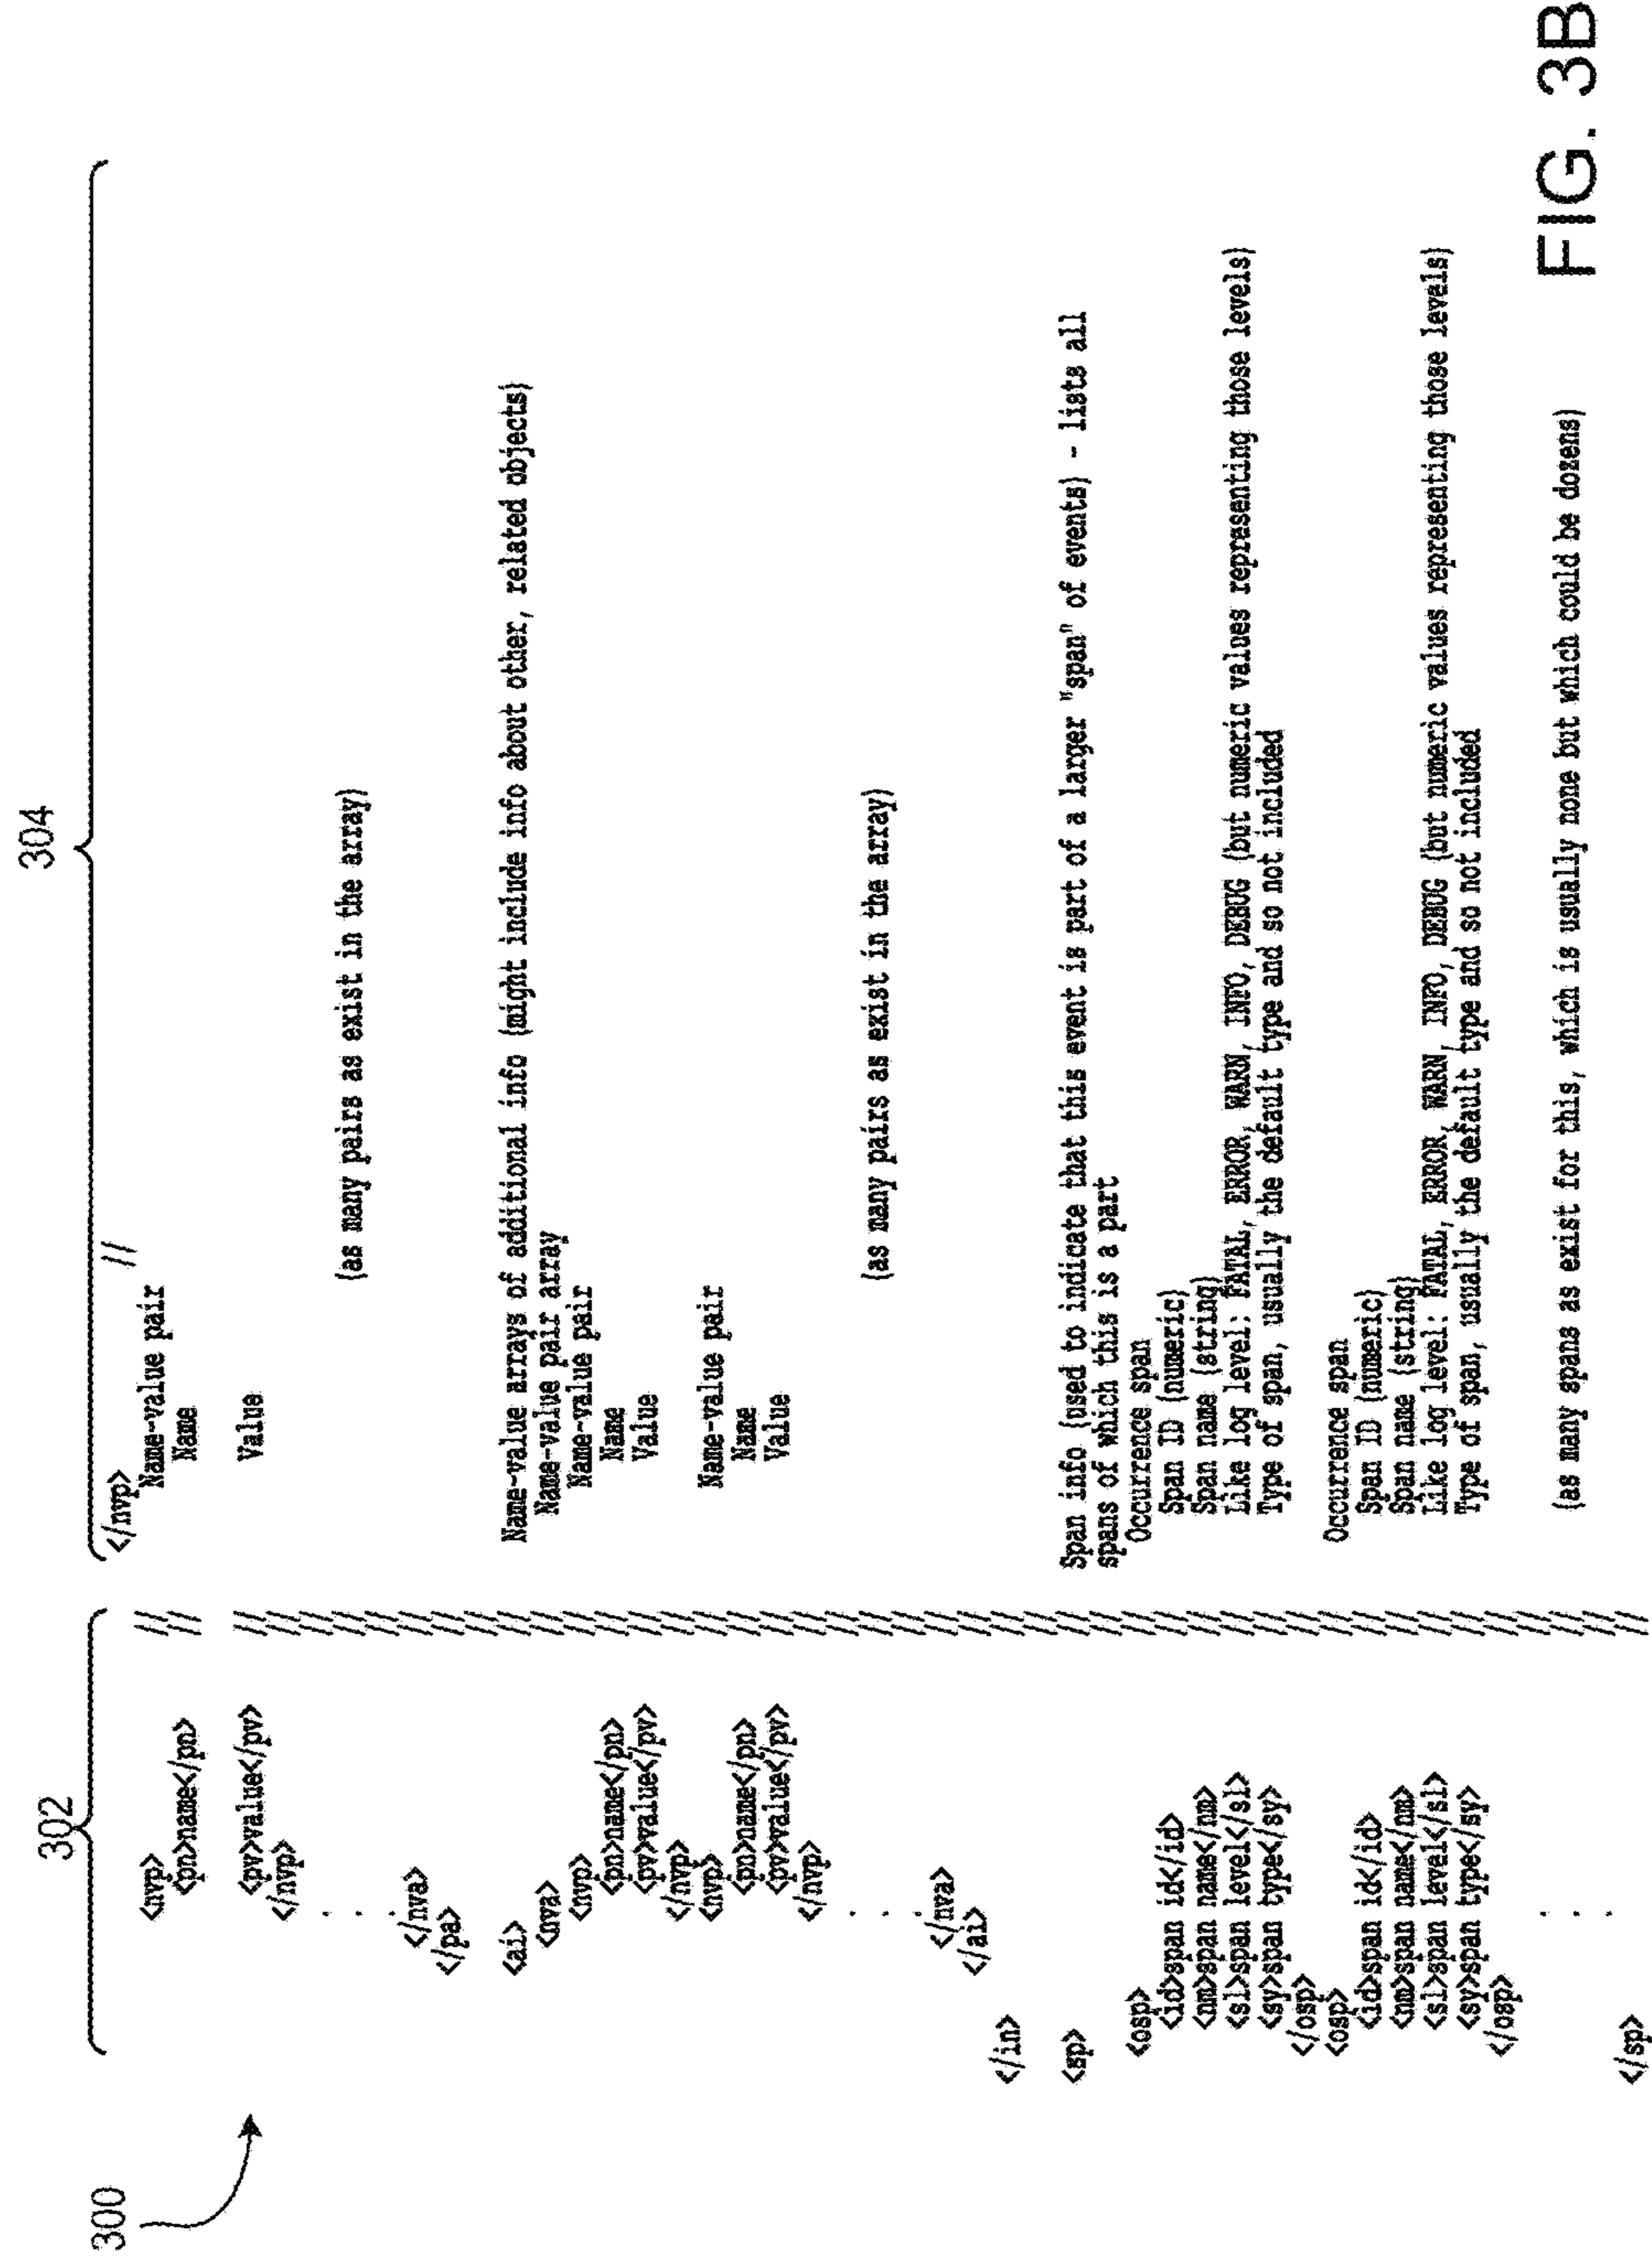 300
302
304
</nvp> //
<nvp> // Name-value pair
<pn>name</pn> // Name
<pv>value</pv> // Value
</nvp> //
. //
. // (as many pairs as exist in the array)
. //
</nva> //
</pa> //
//
<ai> // Name-value arrays of additional info (might include info about other, related objects)
<nva> // Name-value pair array
<nvp> // Name-value pair
<pn>name</pn> // Name
<pv>value</pv> // Value
</nvp> //
<nvp> // Name-value pair
<pn>name</pn> // Name
<pv>value</pv> // Value
</nvp> //
. //
. // (as many pairs as exist in the array)
. //
</nva> //
</ai> //
</in> //
//
<sp> // Span info (used to indicate that this event is part of a larger "span" of events) - lists all
// spans of which this is a part
<osp> // Occurrence span
<id>span id</id> // Span ID (numeric)
<nm>span name</nm> // Span name (string)
<sl>span level</sl> // Like log level: FATAL, ERROR, WARN, INFO, DEBUG (but numeric values representing those levels)
<sy>span type</sy> // Type of span, usually the default type and so not included
</osp> //
<osp> // Occurrence span
<id>span id</id> // Span ID (numeric)
<nm>span name</nm> // Span name (string)
<sl>span level</sl> // Like log level: FATAL, ERROR, WARN, INFO, DEBUG (but numeric values representing those levels)
<sy>span type</sy> // Type of span, usually the default type and so not included
</osp> //
. //
. // (as many spans as exist for this, which is usually none but which could be dozens)
. //
</sp> //
FIG. 3B